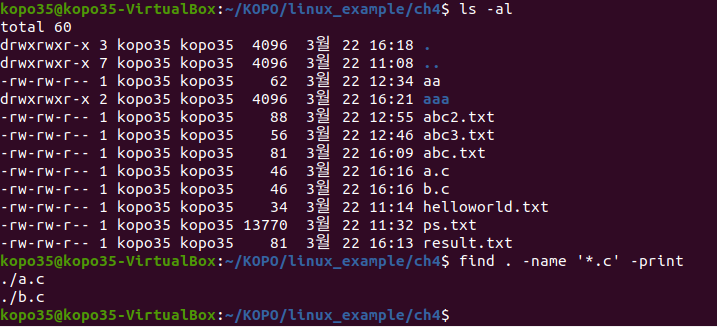 kopo35@kopo35-VirtualBox:~/KOPO/linux_example/ch4$ ls -al
total 60
drwxrwxr-x 3 kopo35 kopo35  4096  3월 22 16:18 .
drwxrwxr-x 7 kopo35 kopo35  4096  3월 22 11:08 ..
-rw-rw-r-- 1 kopo35 kopo35    62  3월 22 12:34 aa
drwxrwxr-x 2 kopo35 kopo35  4096  3월 22 16:21 aaa
-rw-rw-r-- 1 kopo35 kopo35    88  3월 22 12:55 abc2.txt
-rw-rw-r-- 1 kopo35 kopo35    56  3월 22 12:46 abc3.txt
-rw-rw-r-- 1 kopo35 kopo35    81  3월 22 16:09 abc.txt
-rw-rw-r-- 1 kopo35 kopo35    46  3월 22 16:16 a.c
-rw-rw-r-- 1 kopo35 kopo35    46  3월 22 16:16 b.c
-rw-rw-r-- 1 kopo35 kopo35    34  3월 22 11:14 helloworld.txt
-rw-rw-r-- 1 kopo35 kopo35 13770  3월 22 11:32 ps.txt
-rw-rw-r-- 1 kopo35 kopo35    81  3월 22 16:13 result.txt
kopo35@kopo35-VirtualBox:~/KOPO/linux_example/ch4$ find . -name '*.c' -print
./a.c
./b.c
kopo35@kopo35-VirtualBox:~/KOPO/linux_example/ch4$